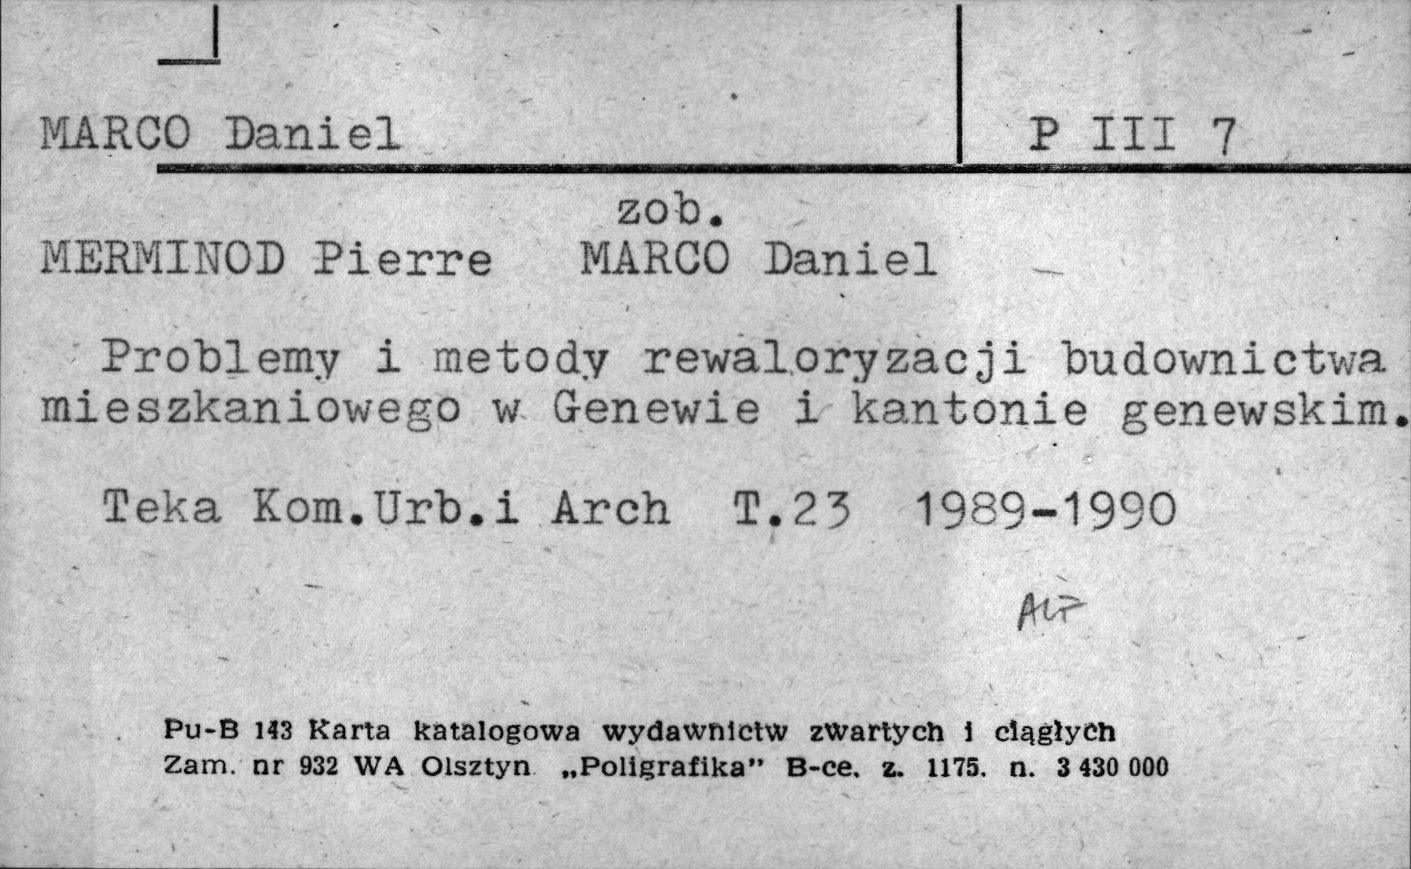 MARCO Daniel P III 7
zob.
MERMINOD Pierre MARCO Daniel
Problemy i metody rewaloryzacji budownictwa
mieszkaniowego w Genewie i kantonie genewskim.
Teka Kom.Urb.i Arch T.23 1989-1990
Pu-B 143 Karta katalogowa wydawnictw zwartych i ciągłych
Zam. nr 932 WA Olsztyn „Poligrafika” B-ce. z. 1175. n. 3 430 000